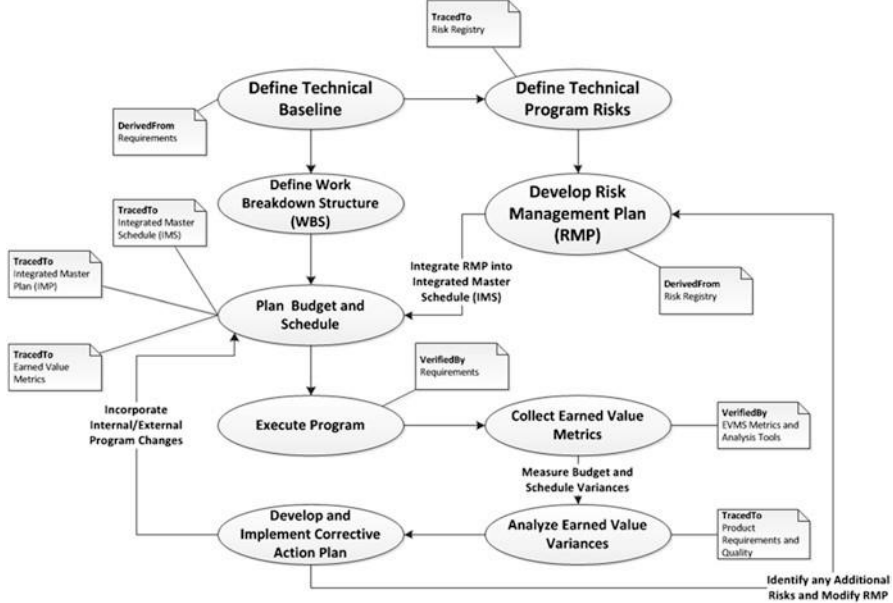 TracedTo
Risk Registry
Define Technical
Baseline
Define Technical
Program Risks
DerivedFrom
Requirements
Define Work
Breakdown Structure
(WBS)
Develop Risk
Management Plan
(RMP)
TracedTo
Integrated Master
Schedule (IMS)
TracedTo
Integrated Master
Plan (IMP)
Integrate RMP into
Integrated Master
Schedule (IMS)
DerivedFrom
Risk Registry
Plan Budget and
Schedule
TracedTo
Earned Value
Metrics
VerifiedBy
Requirements
Incorporate
Internal/External
Program Changes
Execute Program
Collect Earned Value
Metrics
VerifiedBy
EVMS Metrics and
Analysis Tools
Measure Budget and
Schedule Variances
Develop and
Implement Corrective
Action Plan
Analyze Earned Value
Variances
TracedTo
Product
Requirements and
Quality
Identify any Additional
Risks and Modify RMP